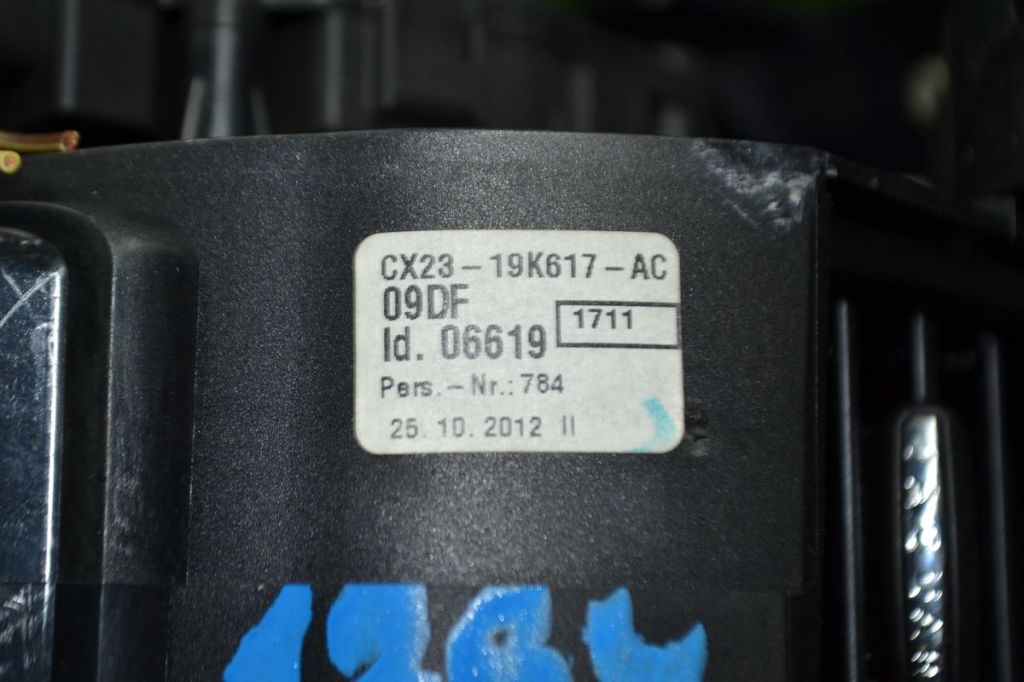 CX23-19K617-AC
09DF
1711
Id. 06619
Pers.-Nr.: 784
25. 10. 2012 II